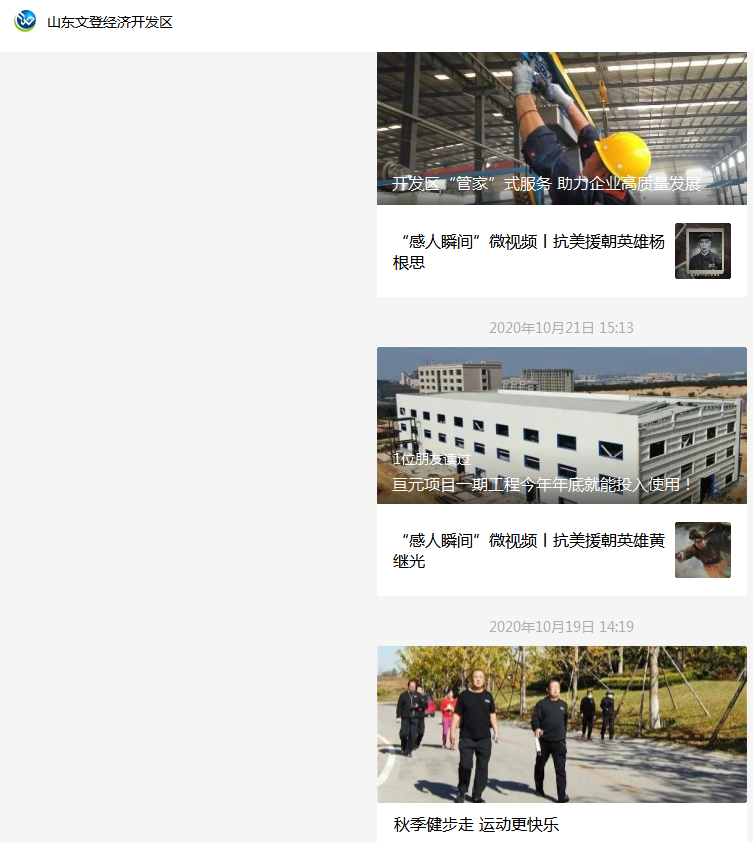 山东文登经济开发区
开发区“管家”式服务 助力企业高质量发展
“感人瞬间”微视频丨抗美援朝英雄杨
根思
2020年10月21日 15:13
1位朋友读过
亘元项目一期工程今年年底就能投入使用！
“感人瞬间”微视频丨抗美援朝英雄黄
继光
2020年10月19日 14:19
秋季健步走 运动更快乐